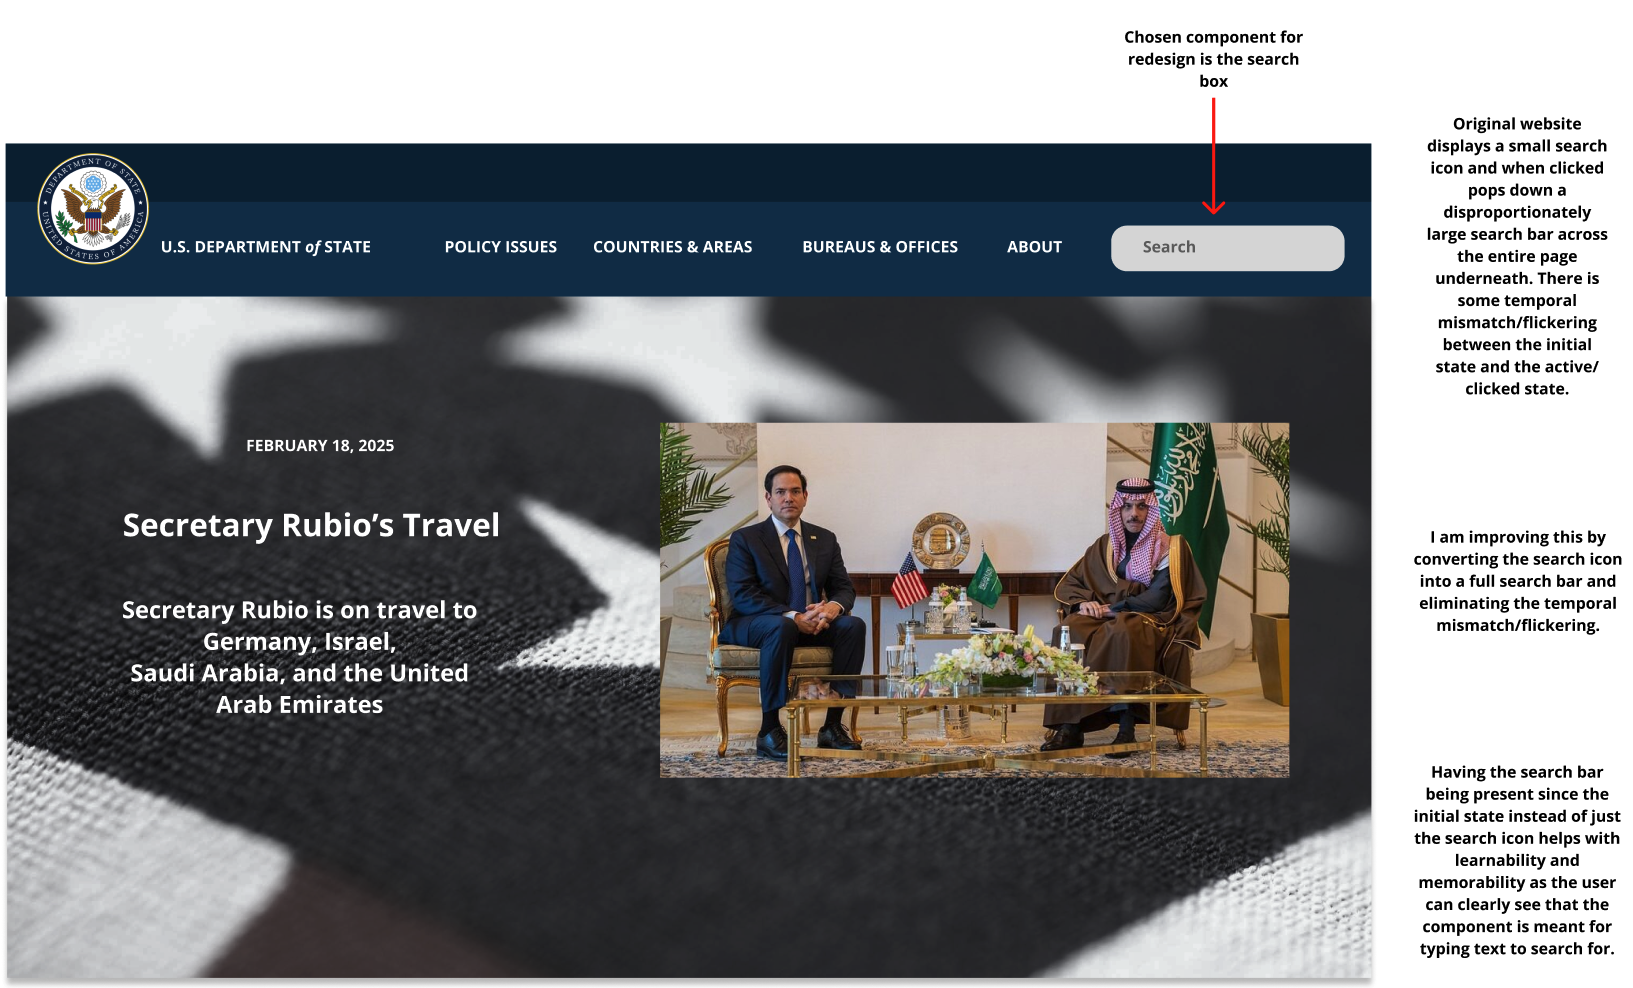 Chosen component for
redesign is the search
box
Original website
displays a small search
icon and when clicked
pops down a
disproportionately
large search bar across
the entire page
underneath. There is
some temporal
mismatch/flickering
between the initial
state and the active/
clicked state.
DEPARTMENT OF STATE
UNITED STATES OF AMERICA
U.S. DEPARTMENT of STATE
POLICY ISSUES
COUNTRIES & AREAS
BUREAUS & OFFICES
ABOUT
Search
FEBRUARY 18, 2025
Secretary Rubio’s Travel
Secretary Rubio is on travel to
Germany, Israel,
Saudi Arabia, and the United
Arab Emirates
I am improving this by
converting the search icon
into a full search bar and
eliminating the temporal
mismatch/flickering.
Having the search bar
being present since the
initial state instead of just
the search icon helps with
learnability and
memorability as the user
can clearly see that the
component is meant for
typing text to search for.